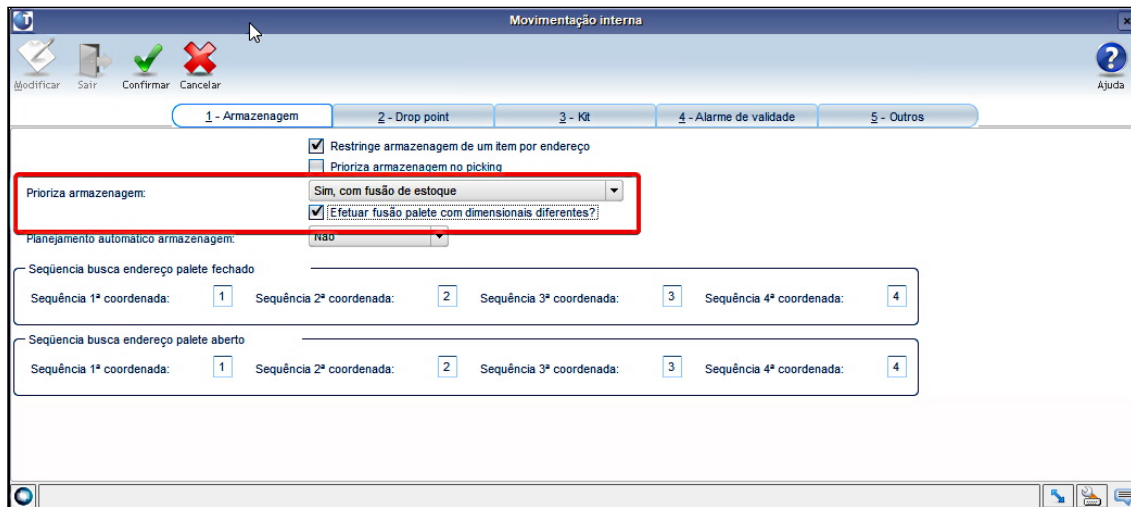 Movimentação interna
Modificar Sair Confirmar Cancelar Ajuda
1 - Armazenagem 2 - Drop point 3 - Kit 4 - Alarme de validade 5 - Outros
Restringe armazenagem de um item por endereço
Prioriza armazenagem no picking
Prioriza armazenagem: Sim, com fusão de estoque
Efetuar fusão palete com dimensionais diferentes?
Planejamento automático armazenagem: Não
Seqüencia busca endereço palete fechado
Sequência 1ª coordenada: 1 Sequência 2ª coordenada: 2 Sequência 3ª coordenada: 3 Sequência 4ª coordenada: 4
Seqüencia busca endereço palete aberto
Sequência 1ª coordenada: 1 Sequência 2ª coordenada: 2 Sequência 3ª coordenada: 3 Sequência 4ª coordenada: 4